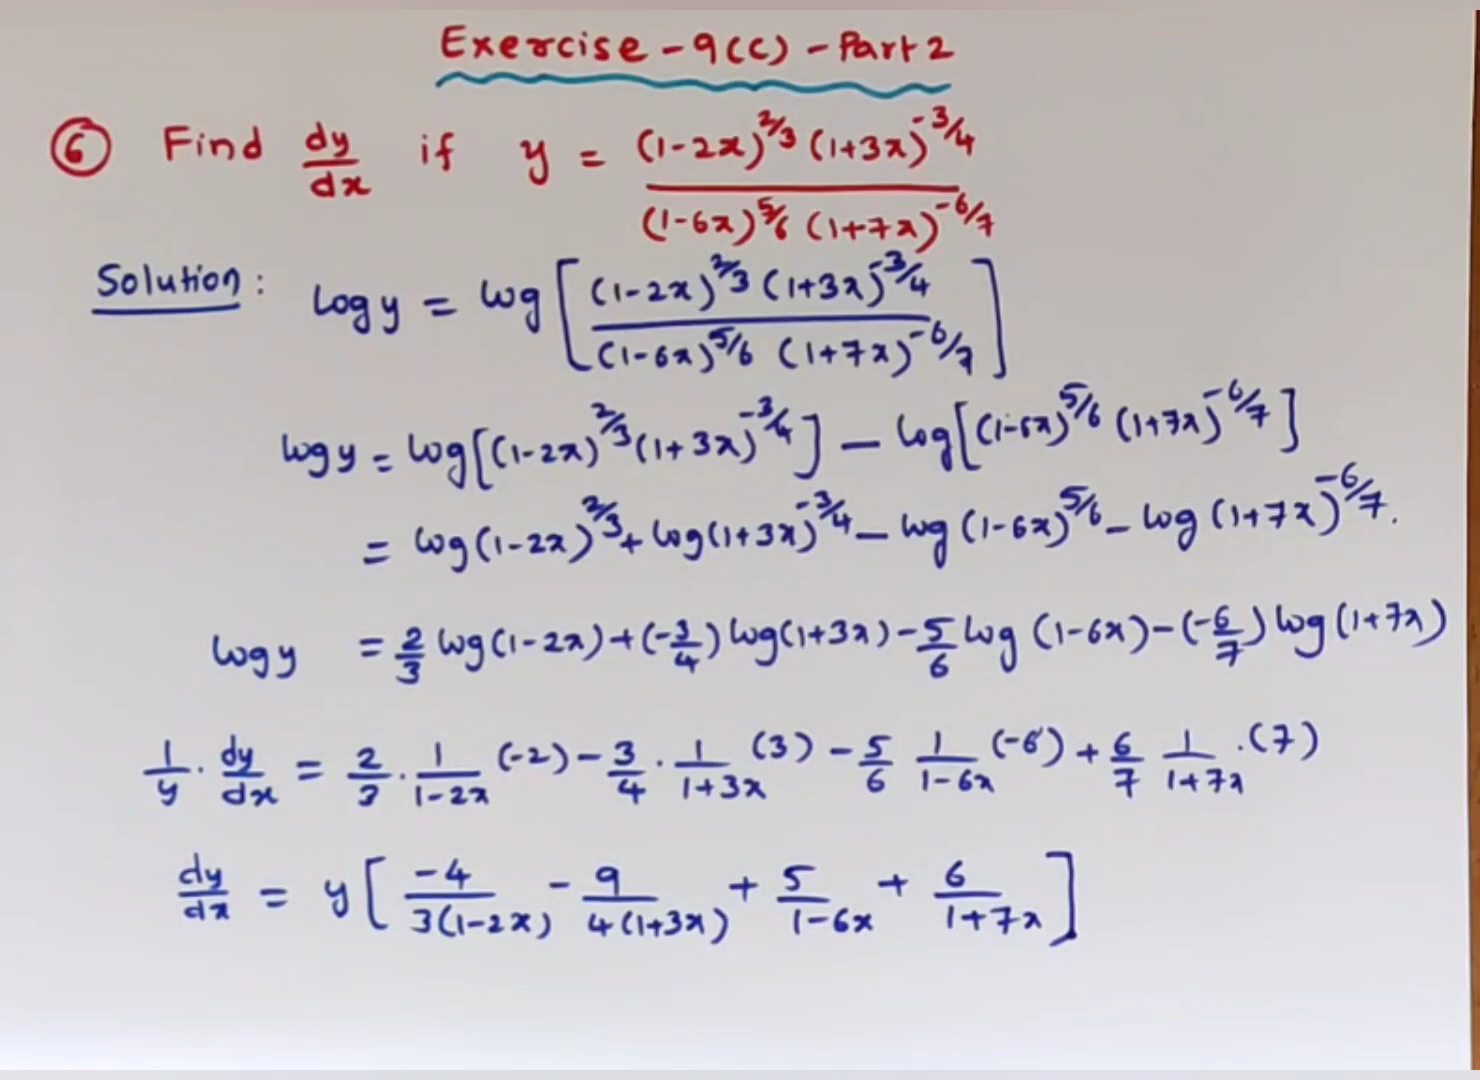 Exercise - 9(C) - Part 2
⑥ Find dy/dx if y = (1-2x)^2/3 (1+3x)^-3/4 / (1-6x)^5/6 (1+7x)^-6/7
Solution : log y = log [ (1-2x)^2/3 (1+3x)^-3/4 / (1-6x)^5/6 (1+7x)^-6/7 ]
log y = log[(1-2x)^2/3 (1+3x)^-3/4] - log[(1-6x)^5/6 (1+7x)^-6/7]
= log(1-2x)^2/3 + log(1+3x)^-3/4 - log(1-6x)^5/6 - log(1+7x)^-6/7.
log y = 2/3 log(1-2x) + (-3/4) log(1+3x) - 5/6 log(1-6x) - (-6/7) log(1+7x)
1/y . dy/dx = 2/3 . 1/1-2x (-2) - 3/4 . 1/1+3x (3) - 5/6 1/1-6x (-6) + 6/7 1/1+7x .(7)
dy/dx = y [ -4/3(1-2x) - 9/4(1+3x) + 5/1-6x + 6/1+7x ]